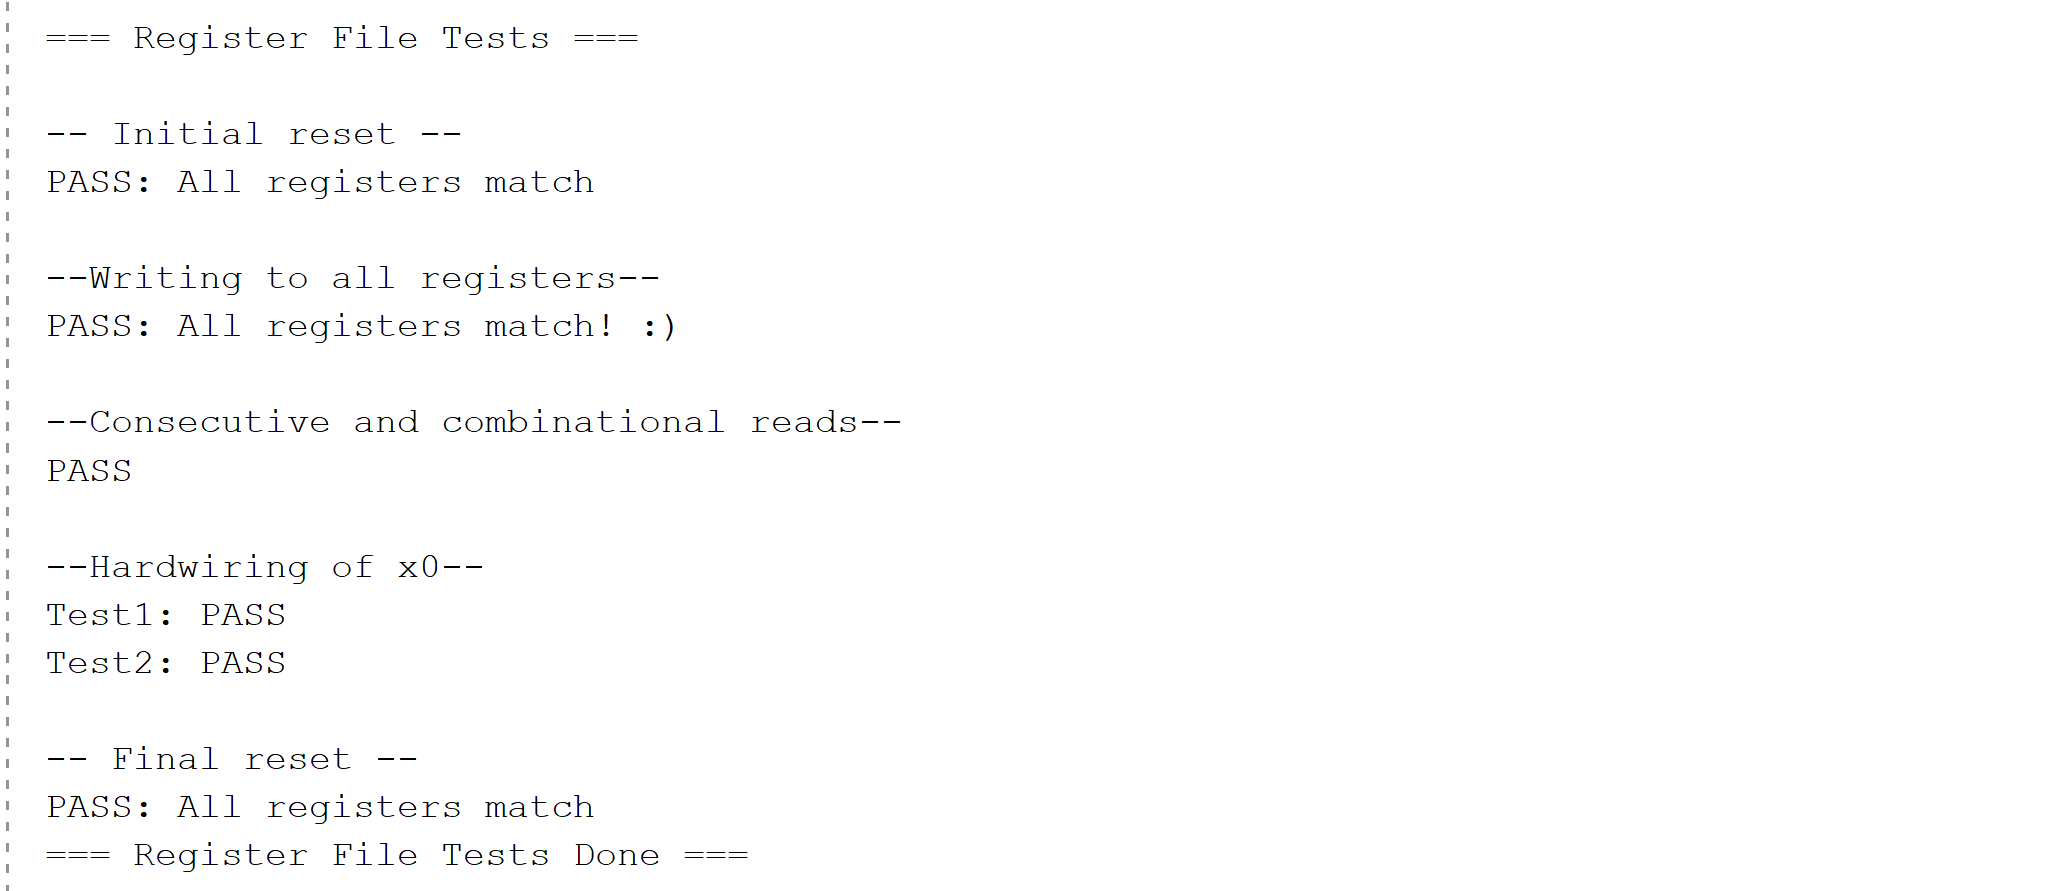 === Register File Tests ===
-- Initial reset --
PASS: All registers match
--Writing to all registers--
PASS: All registers match! :)
--Consecutive and combinational reads--
PASS
--Hardwiring of x0--
Test1: PASS
Test2: PASS
-- Final reset --
PASS: All registers match
=== Register File Tests Done ===